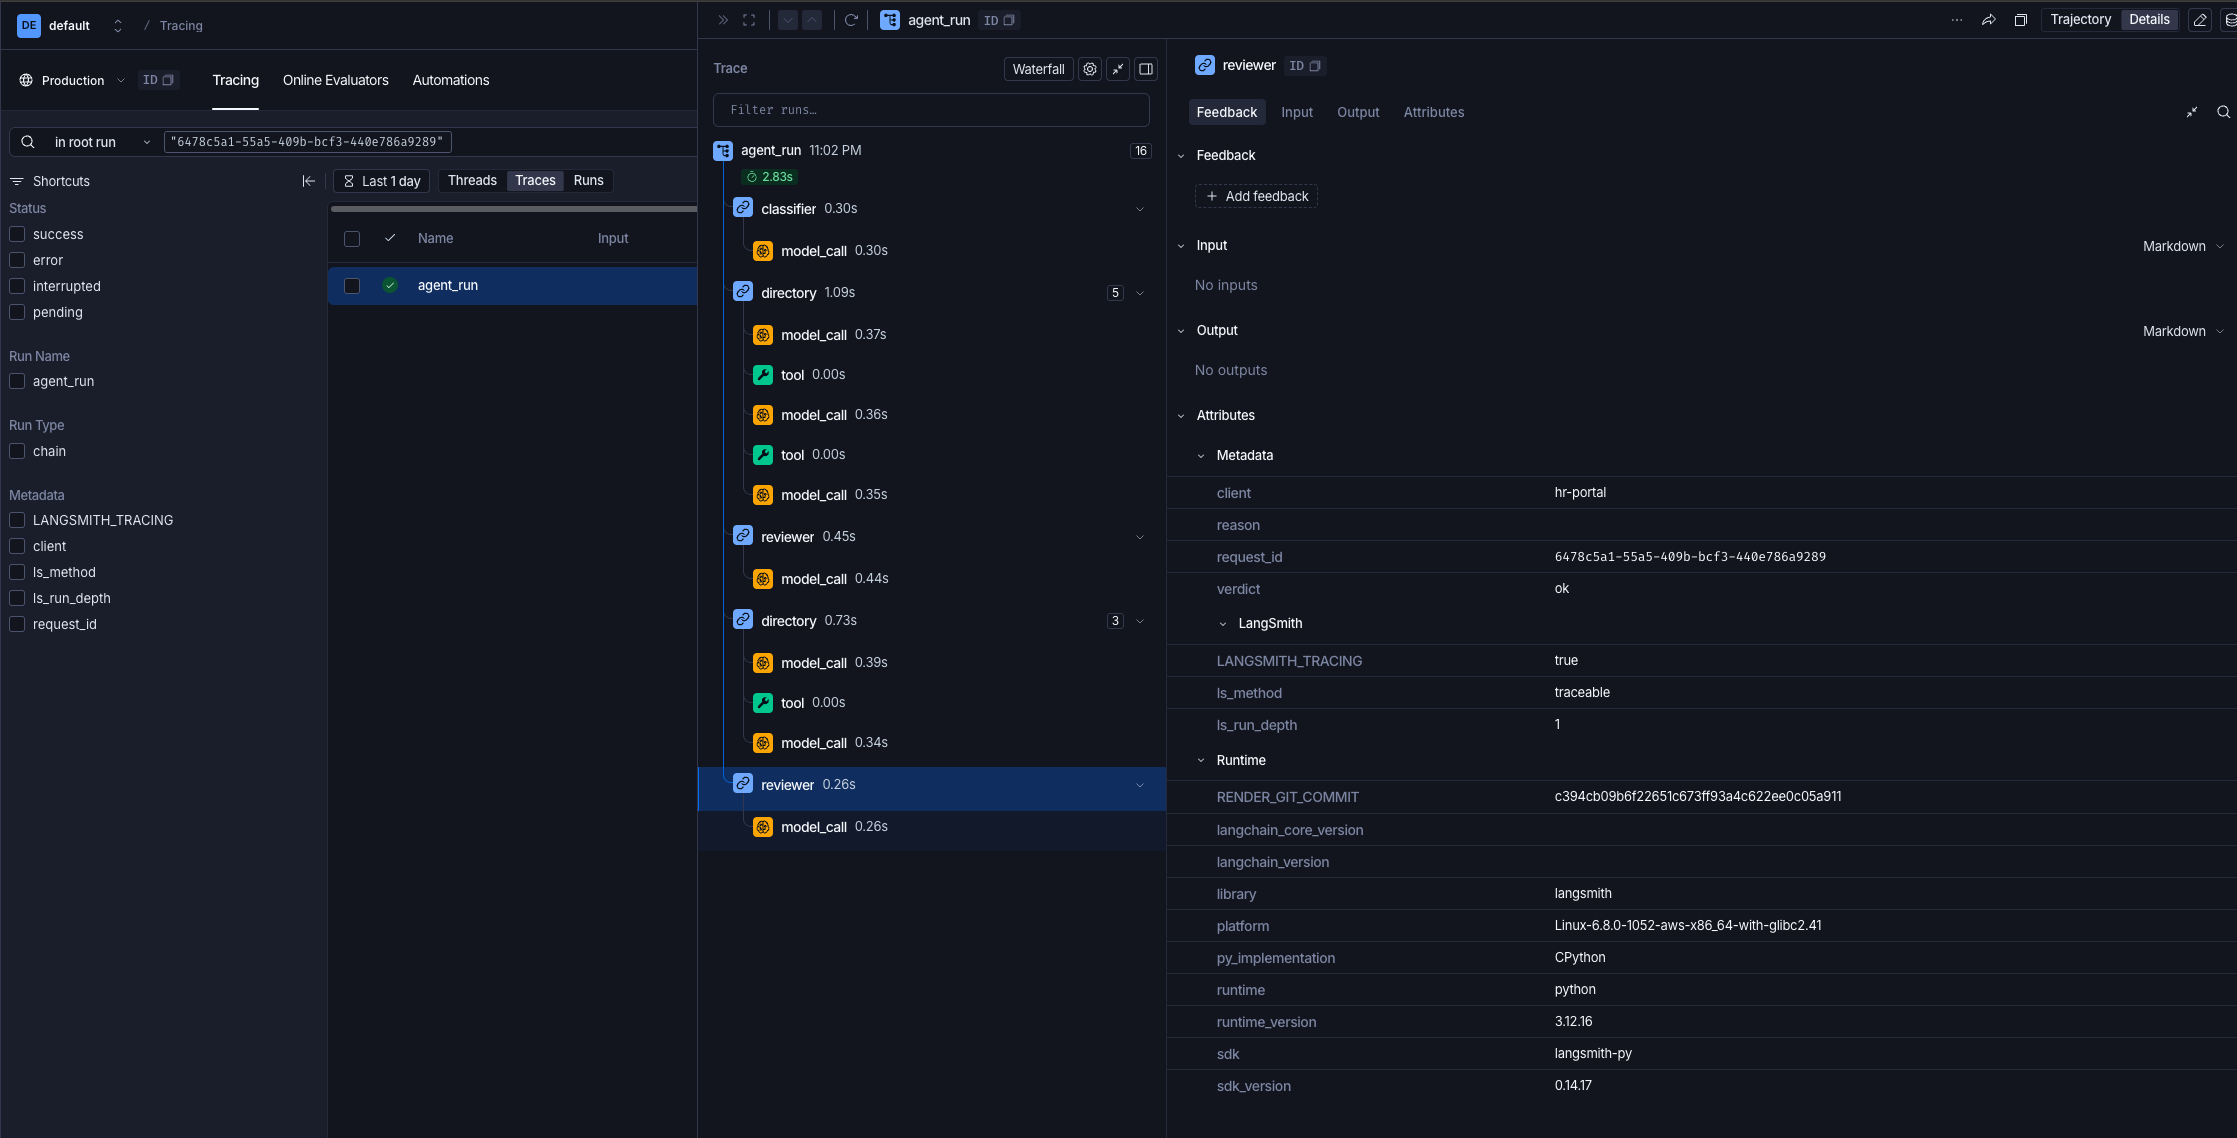 DE default / Tracing
Production ID Tracing Online Evaluators Automations
in root run "6478c5a1-55a5-409b-bcf3-440e786a9289"
Shortcuts
Status
success
error
interrupted
pending
Run Name
agent_run
Run Type
chain
Metadata
LANGSMITH_TRACING
client
ls_method
ls_run_depth
request_id
Last 1 day Threads Traces Runs
Name Input
agent_run
agent_run ID
... Trajectory Details
Trace Waterfall
Filter runs…
agent_run 11:02 PM 16
2.83s
classifier 0.30s
model_call 0.30s
directory 1.09s 5
model_call 0.37s
tool 0.00s
model_call 0.36s
tool 0.00s
model_call 0.35s
reviewer 0.45s
model_call 0.44s
directory 0.73s 3
model_call 0.39s
tool 0.00s
model_call 0.34s
reviewer 0.26s
model_call 0.26s
reviewer ID
Feedback Input Output Attributes
Feedback
+ Add feedback
Input Markdown
No inputs
Output Markdown
No outputs
Attributes
Metadata
client hr-portal
reason
request_id 6478c5a1-55a5-409b-bcf3-440e786a9289
verdict ok
LangSmith
LANGSMITH_TRACING true
ls_method traceable
ls_run_depth 1
Runtime
RENDER_GIT_COMMIT c394cb09b6f22651c673ff93a4c622ee0c05a911
langchain_core_version
langchain_version
library langsmith
platform Linux-6.8.0-1052-aws-x86_64-with-glibc2.41
py_implementation CPython
runtime python
runtime_version 3.12.16
sdk langsmith-py
sdk_version 0.14.17